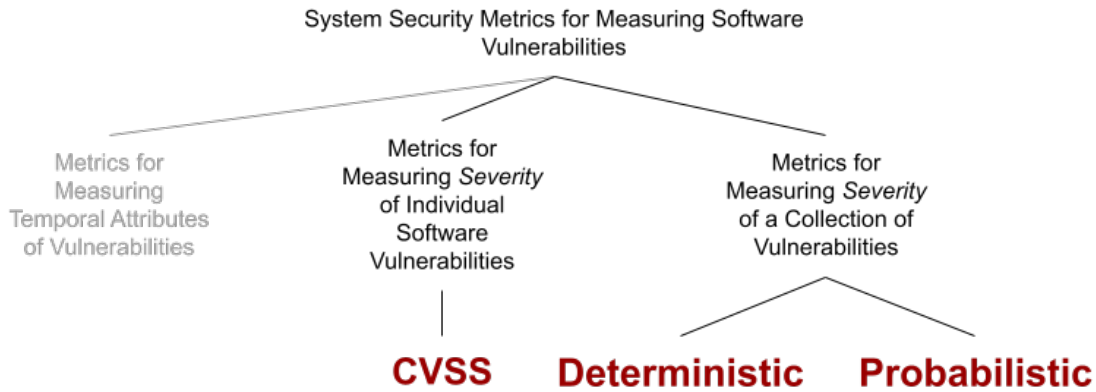 System Security Metrics for Measuring Software
Vulnerabilities
Metrics for
Measuring
Temporal Attributes
of Vulnerabilities
Metrics for
Measuring Severity
of Individual
Software
Vulnerabilities
Metrics for
Measuring Severity
of a Collection of
Vulnerabilities
CVSS
Deterministic
Probabilistic